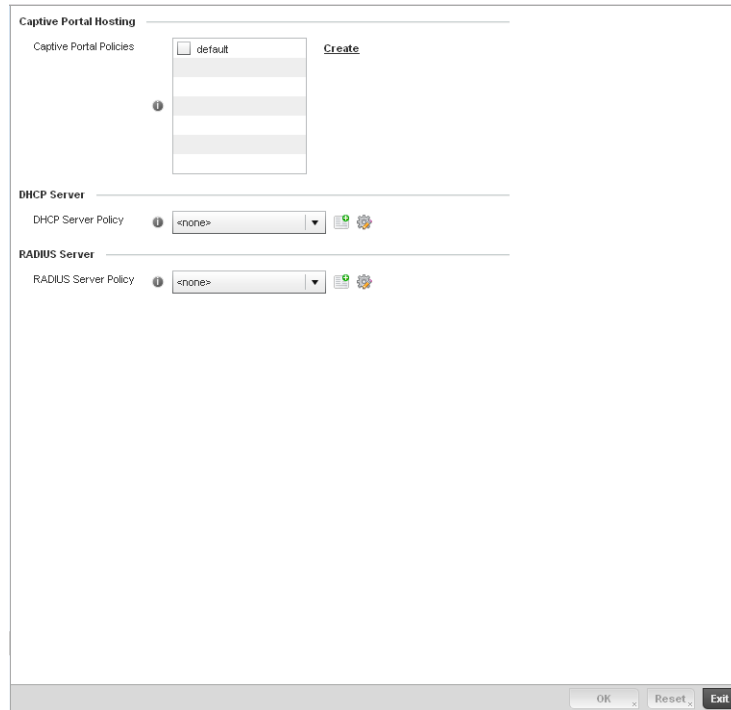 Captive Portal Hosting
Captive Portal Policies
default
Create
DHCP Server
DHCP Server Policy
<none>
RADIUS Server
RADIUS Server Policy
<none>
OK
Reset
Exit